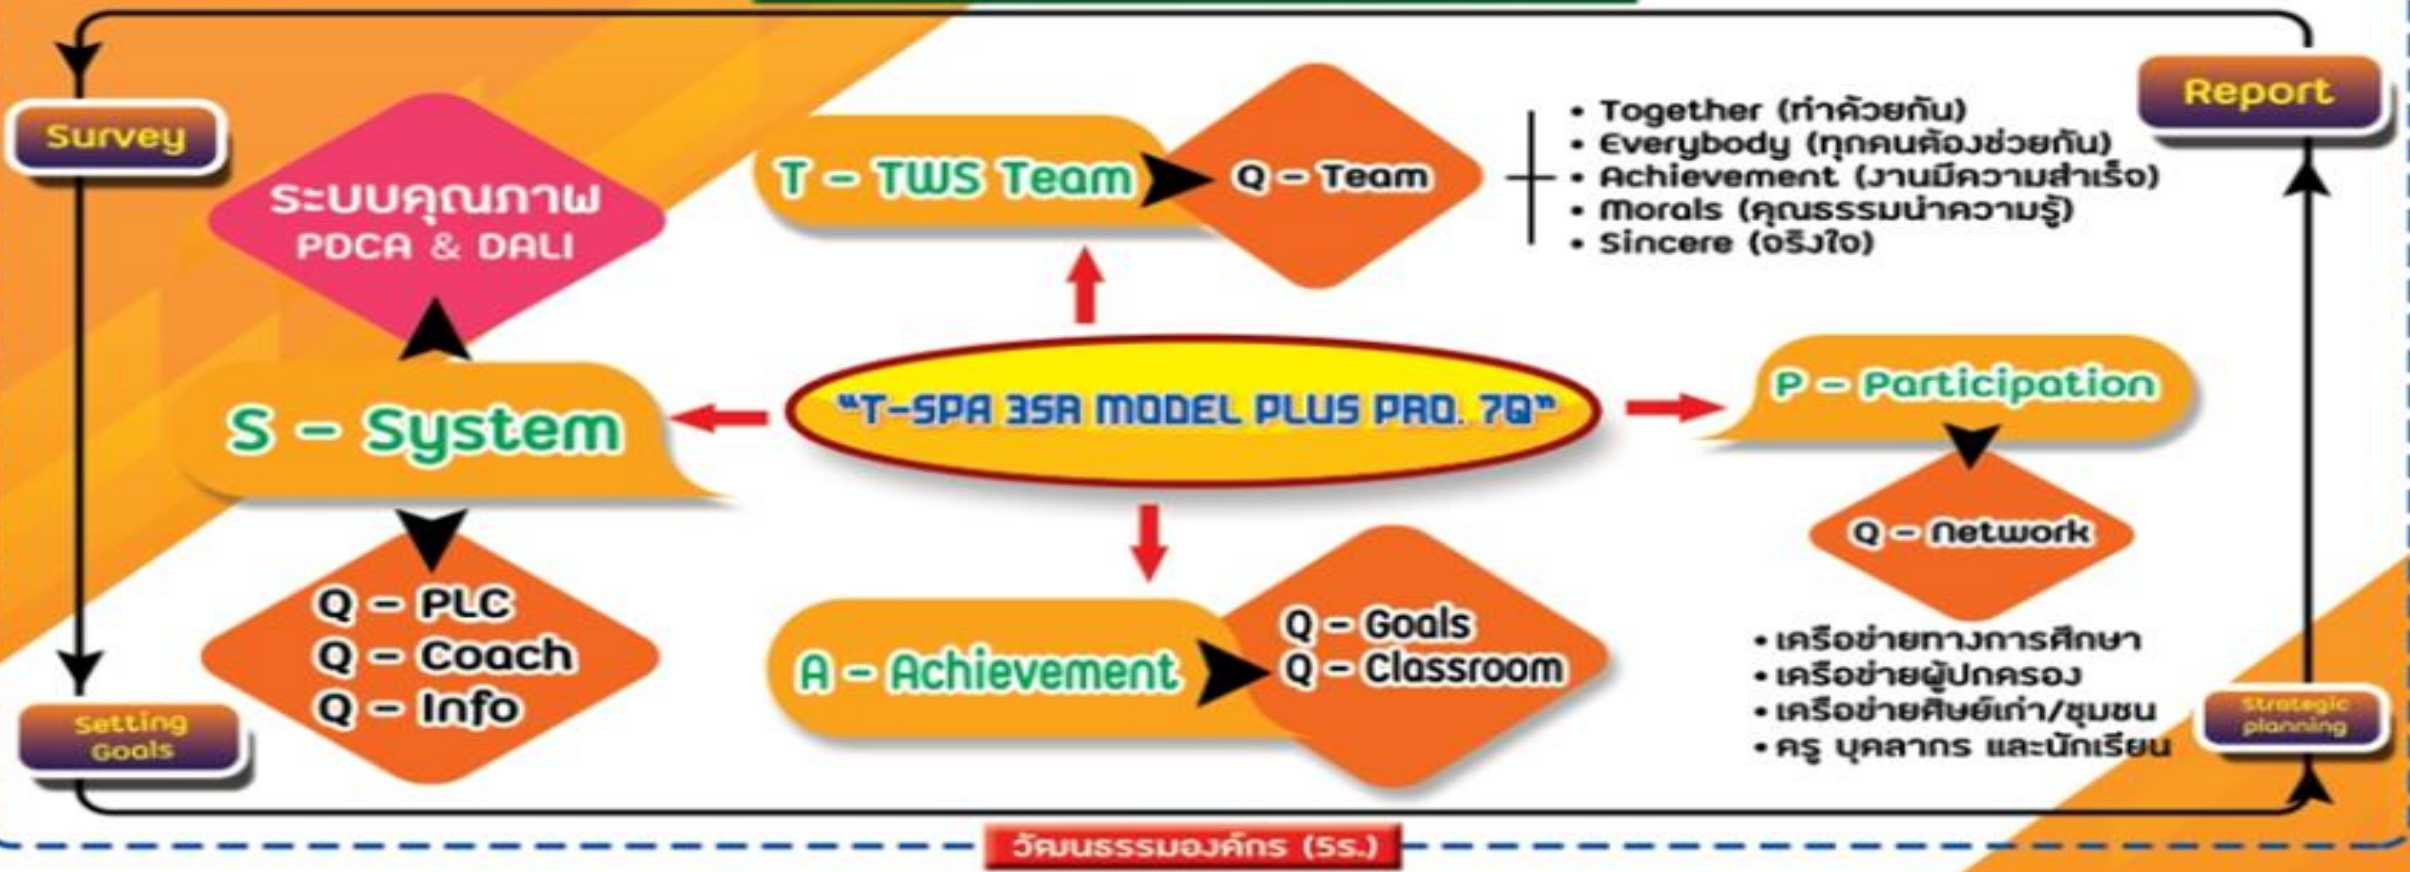 Survey
Report
ระบบคุณภาพ
PDCA & DALI
T - TWS Team
Q - Team
• Together (ทำด้วยกัน)
• Everybody (ทุกคนต้องช่วยกัน)
• Achievement (งานมีความสำเร็จ)
• Morals (คุณธรรมนำความรู้)
• Sincere (จริงใจ)
S - System
"T-SPA 3SR MODEL PLUS PRO. 7Q"
P - Participation
Q - Network
Q - PLC
Q - Coach
Q - Info
A - Achievement
Q - Goals
Q - Classroom
• เครือข่ายทางการศึกษา
• เครือข่ายผู้ปกครอง
• เครือข่ายศิษย์เก่า/ชุมชน
• ครู บุคลากร และนักเรียน
Setting
Goals
Strategic
planning
วัฒนธรรมองค์กร (5ร.)